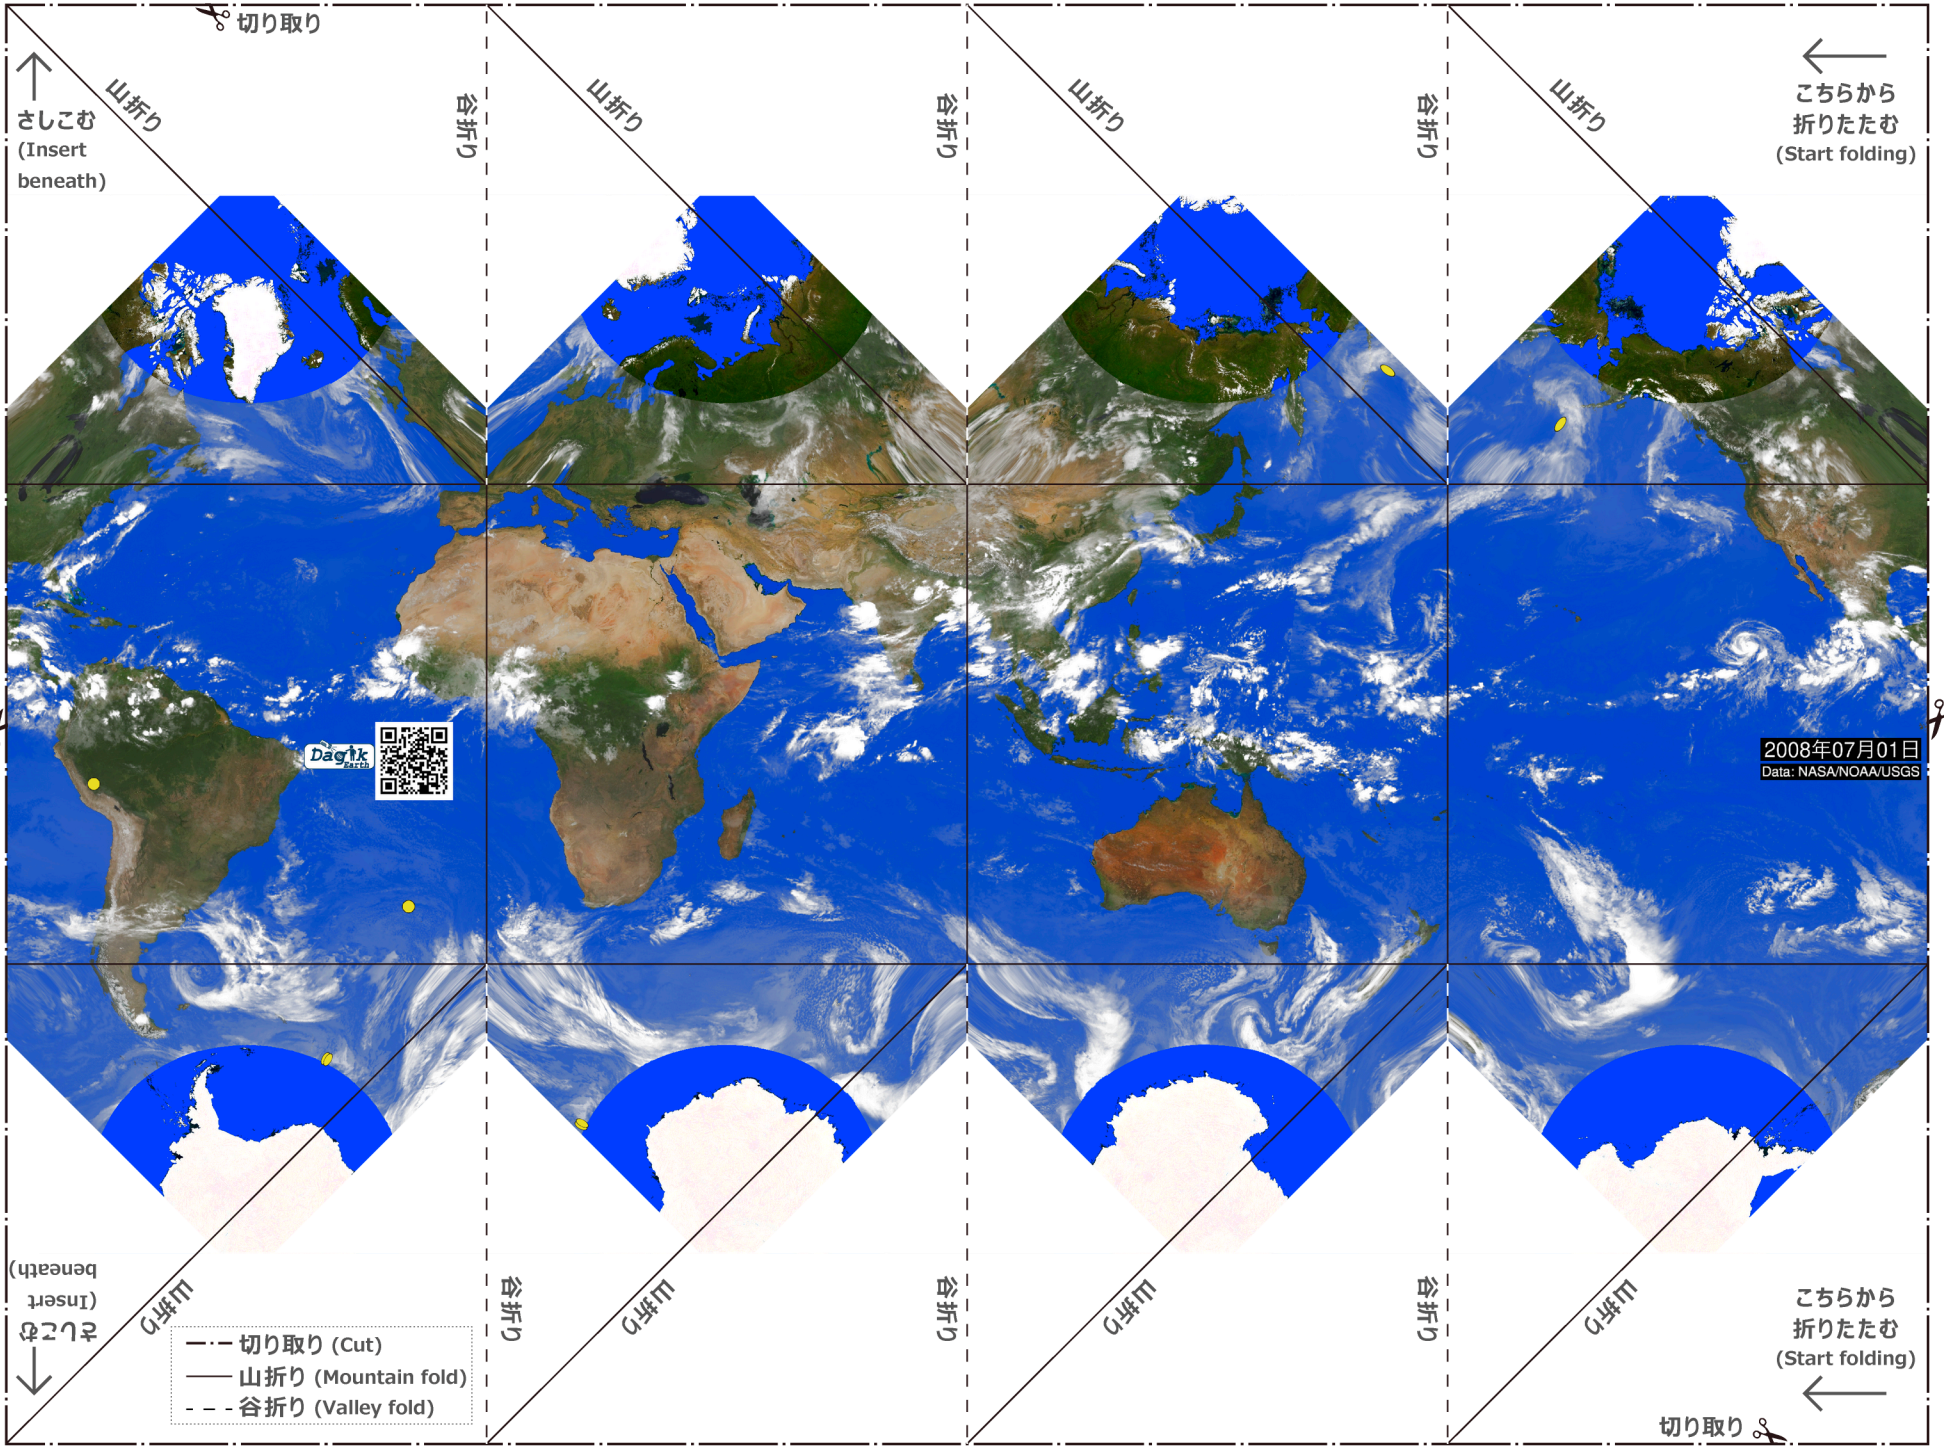 切り取り
山折り
谷折り
山折り
谷折り
山折り
谷折り
山折り
さしこむ
(Insert
beneath)
こちらから
折りたたむ
(Start folding)
Dagik
Earth
2008年07月01日
Data: NASA/NOAA/USGS
さしこむ
(Insert
beneath)
山折り
谷折り
山折り
谷折り
山折り
谷折り
山折り
こちらから
折りたたむ
(Start folding)
切り取り (Cut)
山折り (Mountain fold)
谷折り (Valley fold)
切り取り